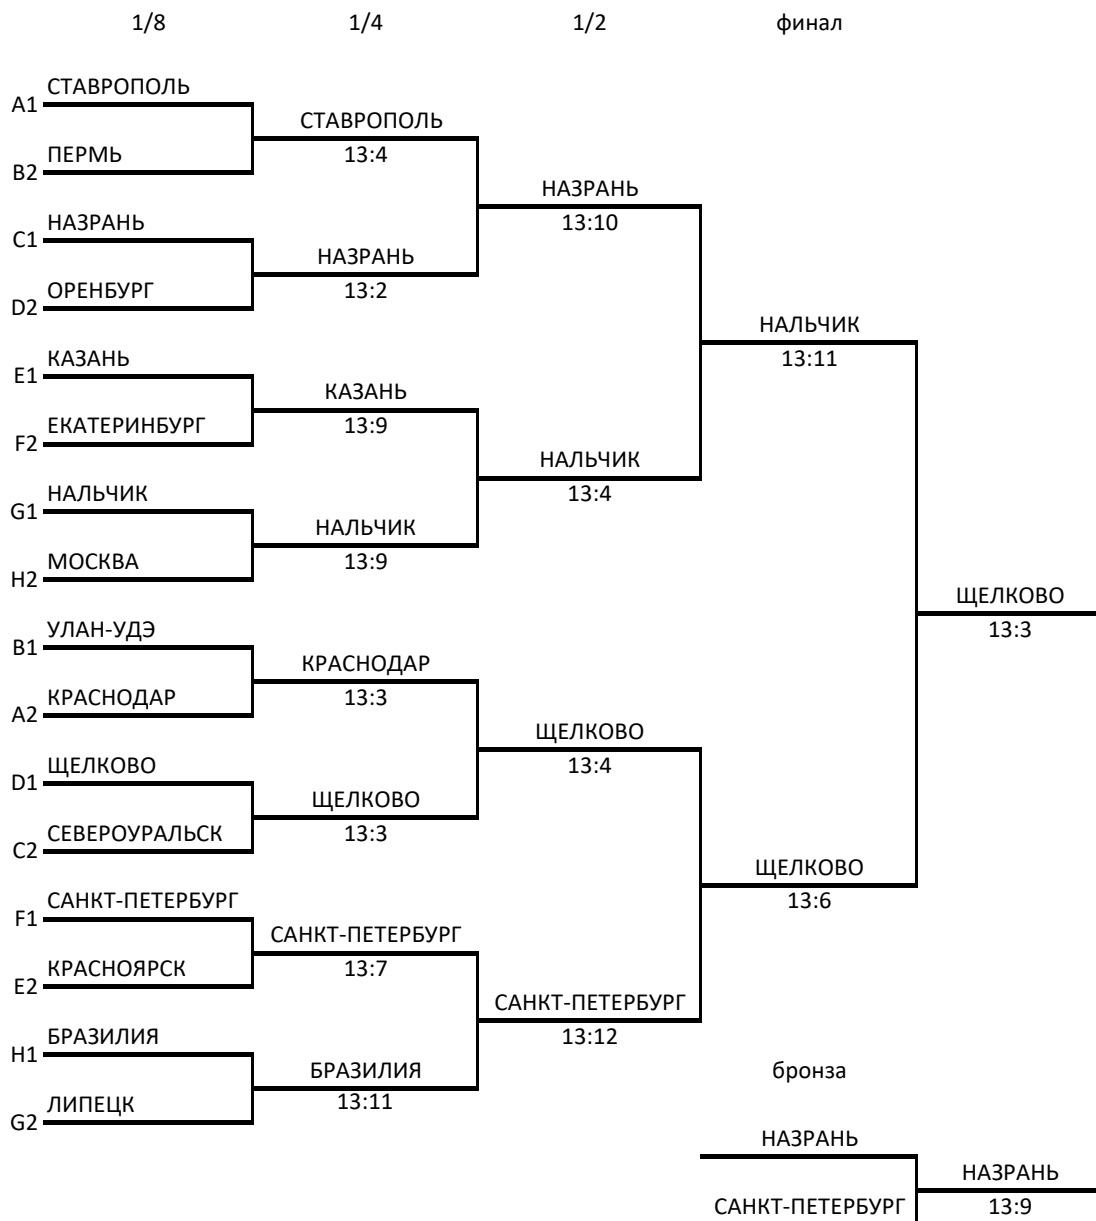 1/8 1/4 1/2 финал
СТАВРОПОЛЬ
A1
СТАВРОПОЛЬ
13:4
ПЕРМЬ
B2
НАЗРАНЬ
13:10
НАЗРАНЬ
C1
НАЗРАНЬ
13:2
ОРЕНБУРГ
D2
НАЛЬЧИК
13:11
КАЗАНЬ
E1
КАЗАНЬ
13:9
ЕКАТЕРИНБУРГ
F2
НАЛЬЧИК
13:4
НАЛЬЧИК
G1
НАЛЬЧИК
13:9
МОСКВА
H2
ЩЕЛКОВО
13:3
УЛАН-УДЭ
B1
КРАСНОДАР
13:3
КРАСНОДАР
A2
ЩЕЛКОВО
13:4
ЩЕЛКОВО
D1
ЩЕЛКОВО
13:3
СЕВЕРОУРАЛЬСК
C2
ЩЕЛКОВО
13:6
САНКТ-ПЕТЕРБУРГ
F1
САНКТ-ПЕТЕРБУРГ
13:7
КРАСНОЯРСК
E2
САНКТ-ПЕТЕРБУРГ
13:12
БРАЗИЛИЯ
H1
БРАЗИЛИЯ
13:11
ЛИПЕЦК
G2
бронза
НАЗРАНЬ
НАЗРАНЬ
13:9
САНКТ-ПЕТЕРБУРГ